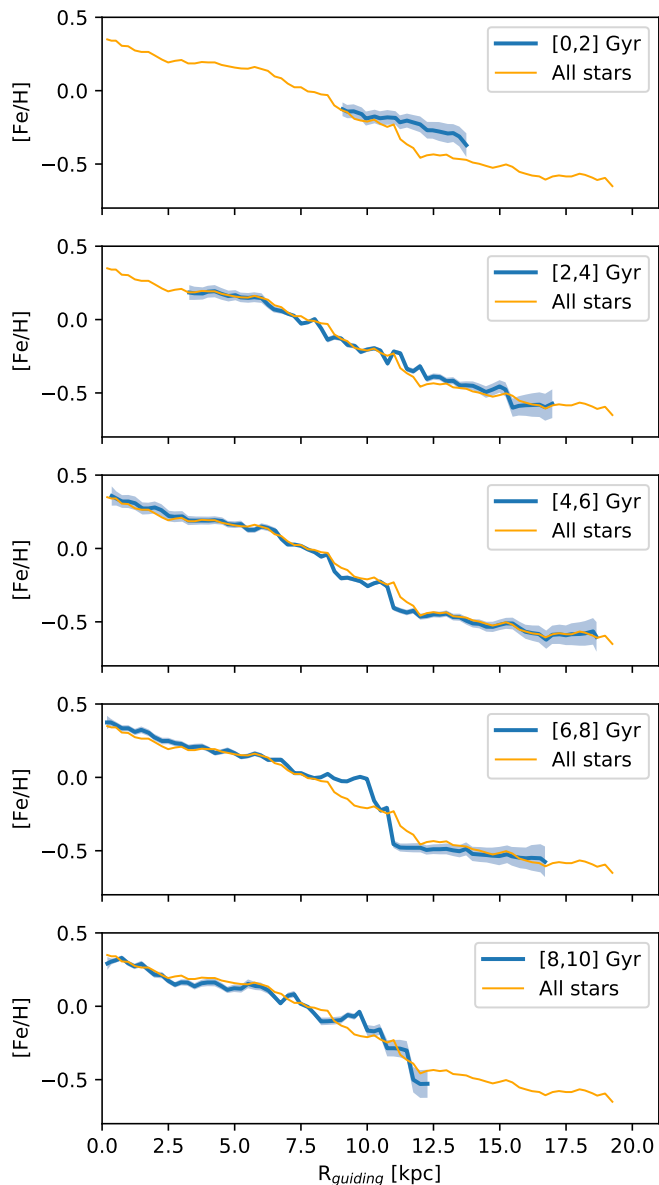 0.5
0.0
−0.5
[Fe/H]
[0,2] Gyr
All stars
0.5
0.0
−0.5
[Fe/H]
[2,4] Gyr
All stars
0.5
0.0
−0.5
[Fe/H]
[4,6] Gyr
All stars
0.5
0.0
−0.5
[Fe/H]
[6,8] Gyr
All stars
0.5
0.0
−0.5
[Fe/H]
[8,10] Gyr
All stars
0.0 2.5 5.0 7.5 10.0 12.5 15.0 17.5 20.0
R_guiding [kpc]